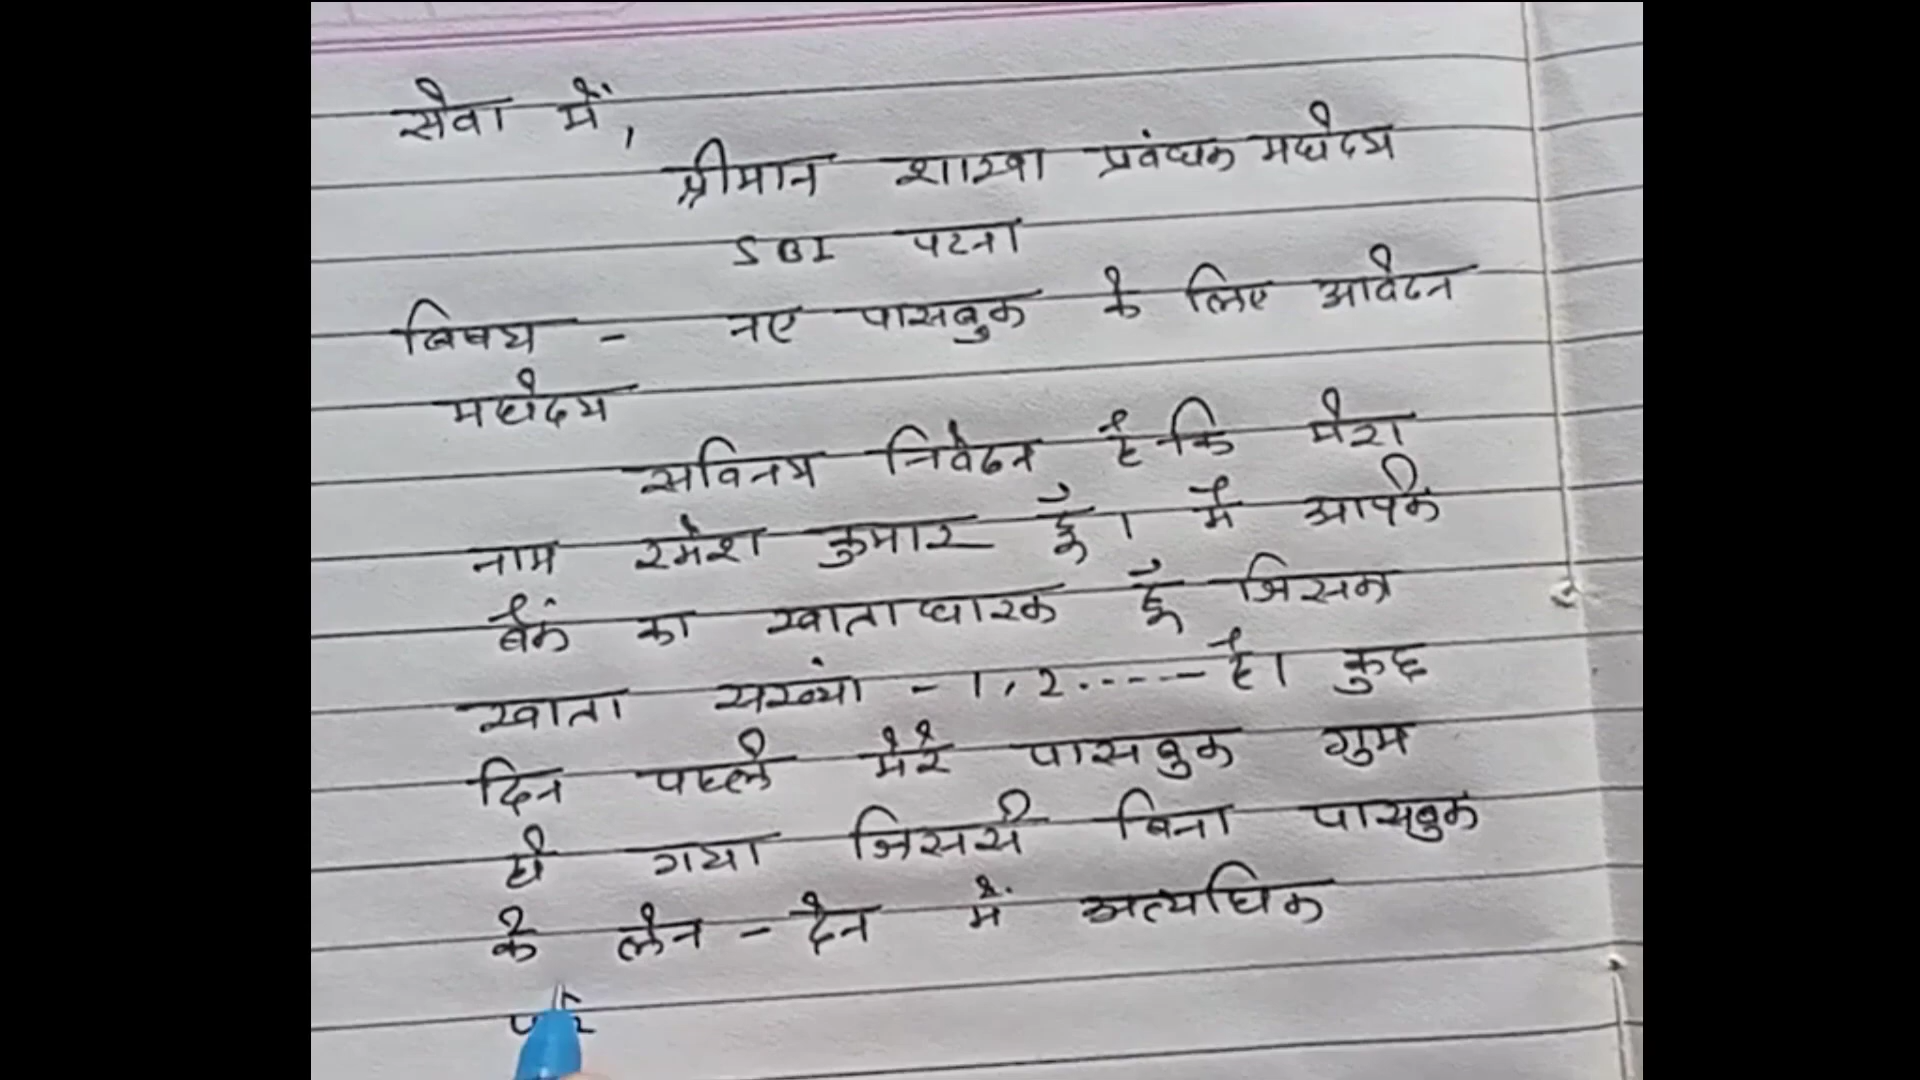 सेवा में,
श्रीमान शाखा प्रबंधक महोदय
SBI पटना
बिषय - नए पासबुक के लिए आवेदन
महोदय
सविनय निवेदन है कि मेरा
नाम रमेश कुमार हूँ। मैं आपके
बैंक का खाताधारक हूँ जिसका
खाता सख्यां - 1,2.----- है। कुछ
दिन पहले मेरे पासबुक गुम
हो गया जिससे बिना पासबुक
के लेन - देन में अत्यधिक